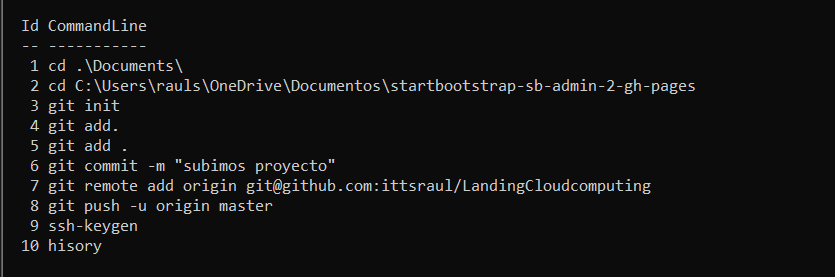 Id CommandLine
-- -----------
1 cd .\Documents\
2 cd C:\Users\rauls\OneDrive\Documentos\startbootstrap-sb-admin-2-gh-pages
3 git init
4 git add.
5 git add .
6 git commit -m "subimos proyecto"
7 git remote add origin git@github.com:ittsraul/LandingCloudcomputing
8 git push -u origin master
9 ssh-keygen
10 hisory